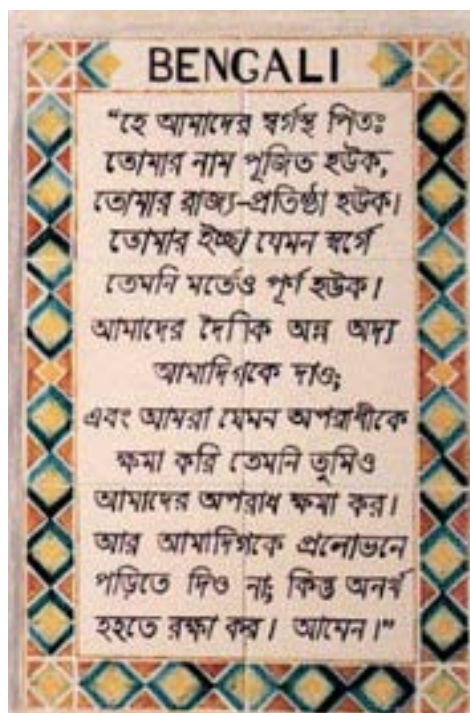 BENGALI
“হে আমাদের স্বর্গস্থ পিতঃ
তোমার নাম পূজিত হউক,
তোমার রাজ্য-প্রতিষ্ঠা হউক।
তোমার ইচ্ছা যেমন স্বর্গে
তেমনি মর্তেও পূর্ণ হউক।
আমাদের দৈণিক অন্ন অদ্য
আমাদিগকে দাও;
এবং আমরা যেমন অপরাধীকে
ক্ষমা করি তেমনি তুমিও
আমাদের অপরাধ ক্ষমা কর।
আর আমাদিগকে প্রলোভনে
পড়িতে দিও না; কিন্তু অনর্থ
হহতে রক্ষা কর। আমেন।”